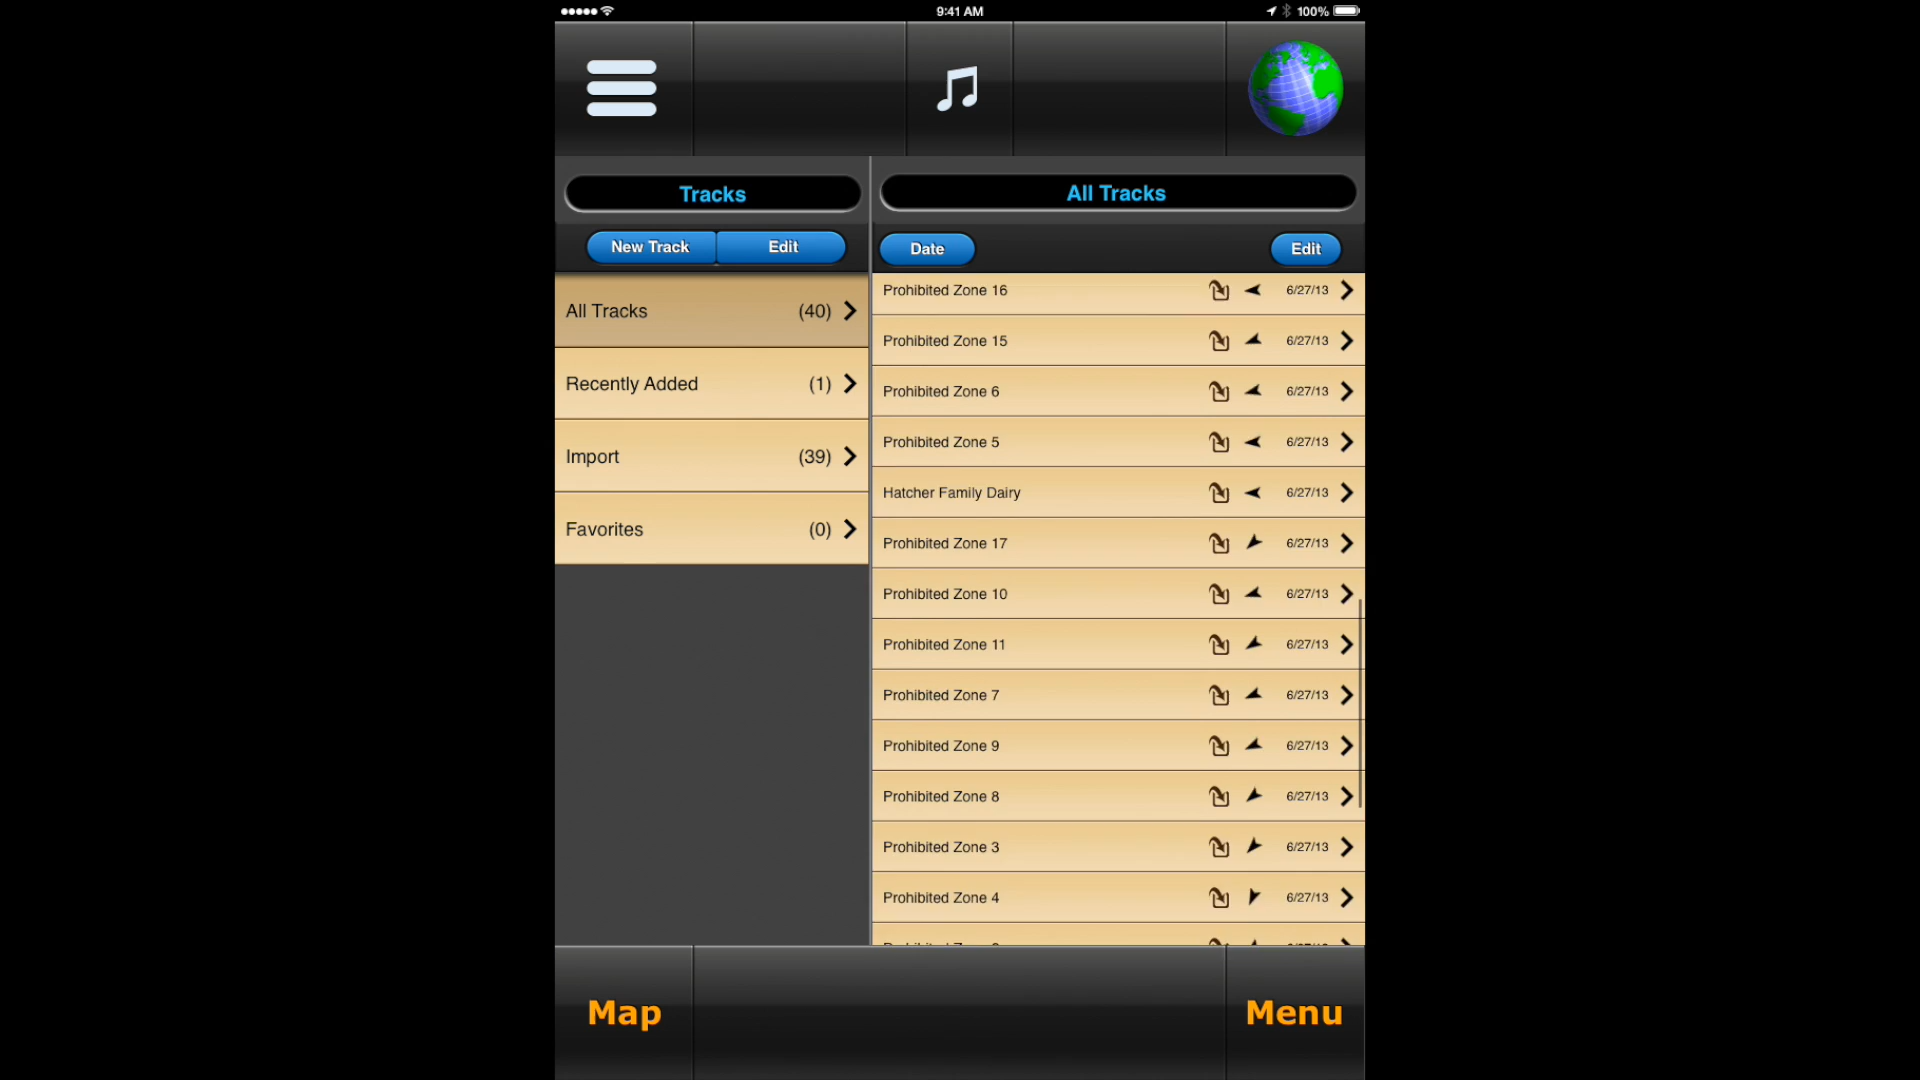 9:41 AM
100%
Tracks
All Tracks
New Track
Edit
Date
Edit
All Tracks (40)
Recently Added (1)
Import (39)
Favorites (0)
Prohibited Zone 16 6/27/13
Prohibited Zone 15 6/27/13
Prohibited Zone 6 6/27/13
Prohibited Zone 5 6/27/13
Hatcher Family Dairy 6/27/13
Prohibited Zone 17 6/27/13
Prohibited Zone 10 6/27/13
Prohibited Zone 11 6/27/13
Prohibited Zone 7 6/27/13
Prohibited Zone 9 6/27/13
Prohibited Zone 8 6/27/13
Prohibited Zone 3 6/27/13
Prohibited Zone 4 6/27/13
Map
Menu